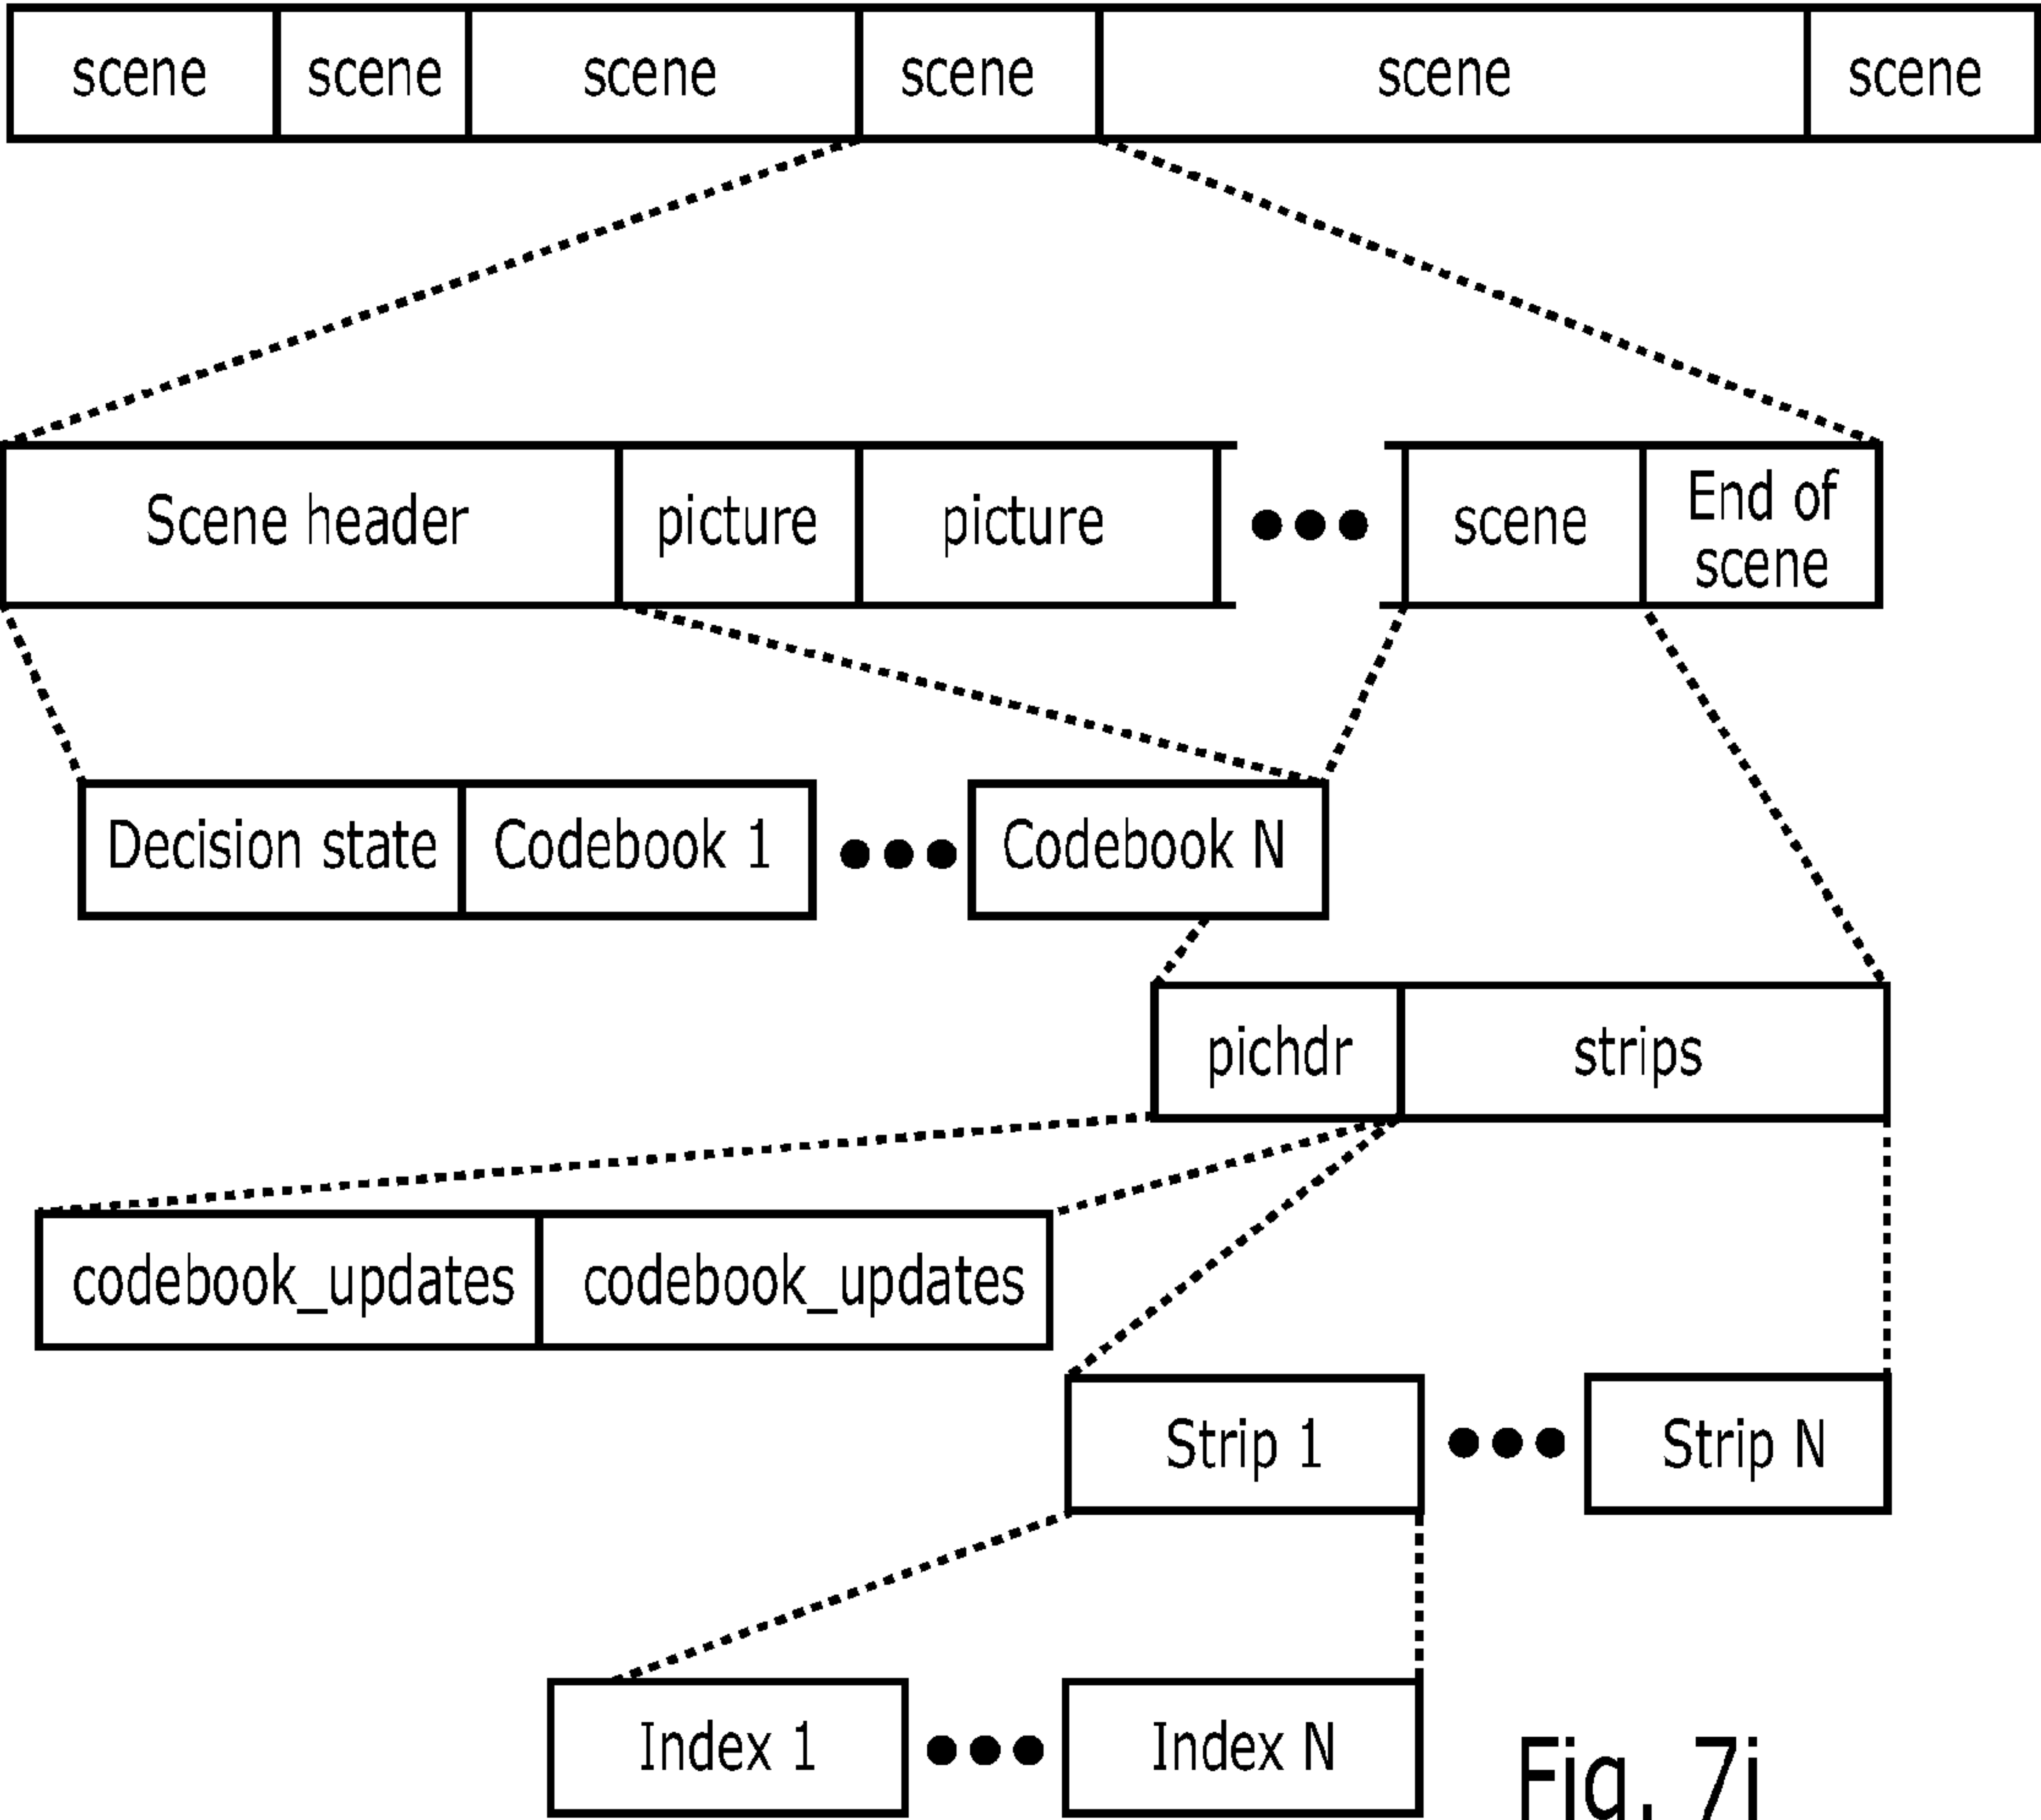 scene scene scene scene scene scene
Scene header picture picture ●●● scene End of
scene
Decision state Codebook 1 ●●● Codebook N
pichdr strips
codebook_updates codebook_updates
Strip 1 ●●● Strip N
Index 1 ●●● Index N
Fig. 7i